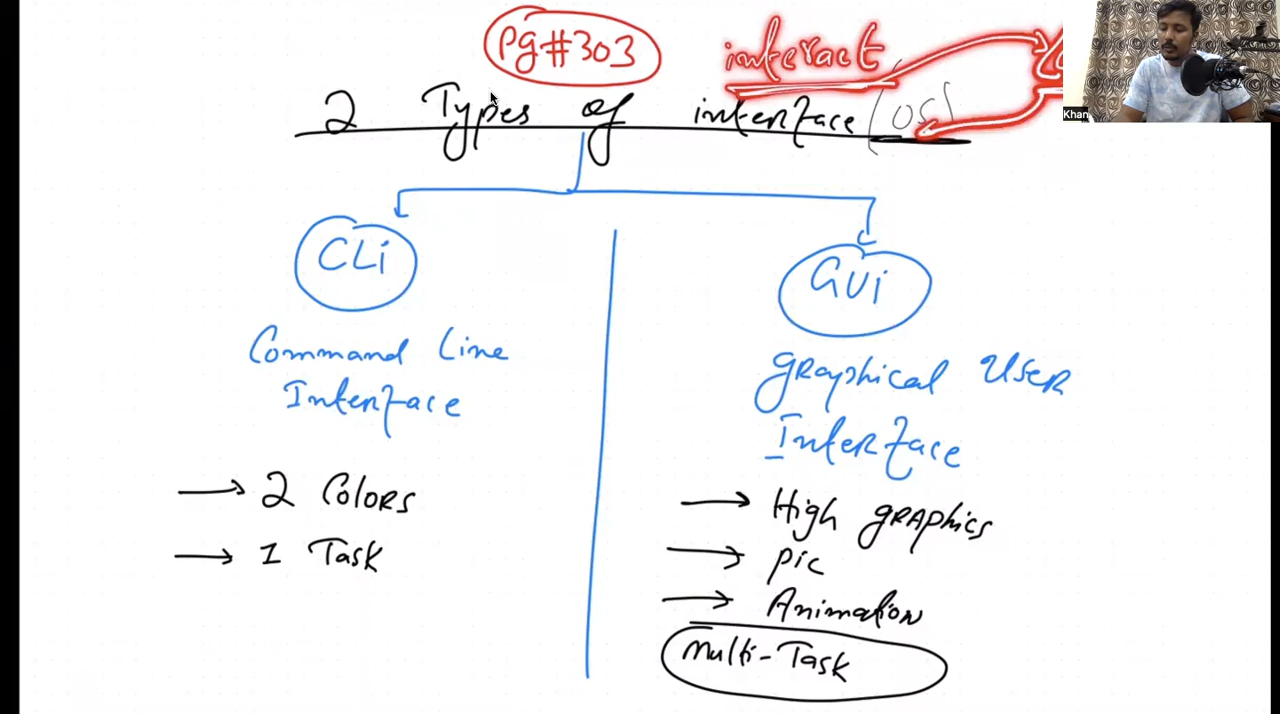 Pg#303
interact
2 Types of interface (OS)
CLi
GUi
Command Line
Interface
Graphical User
Interface
→ 2 Colors
→ 1 Task
→ High graphics
→ Pic
→ Animation
Multi-Task
Khan